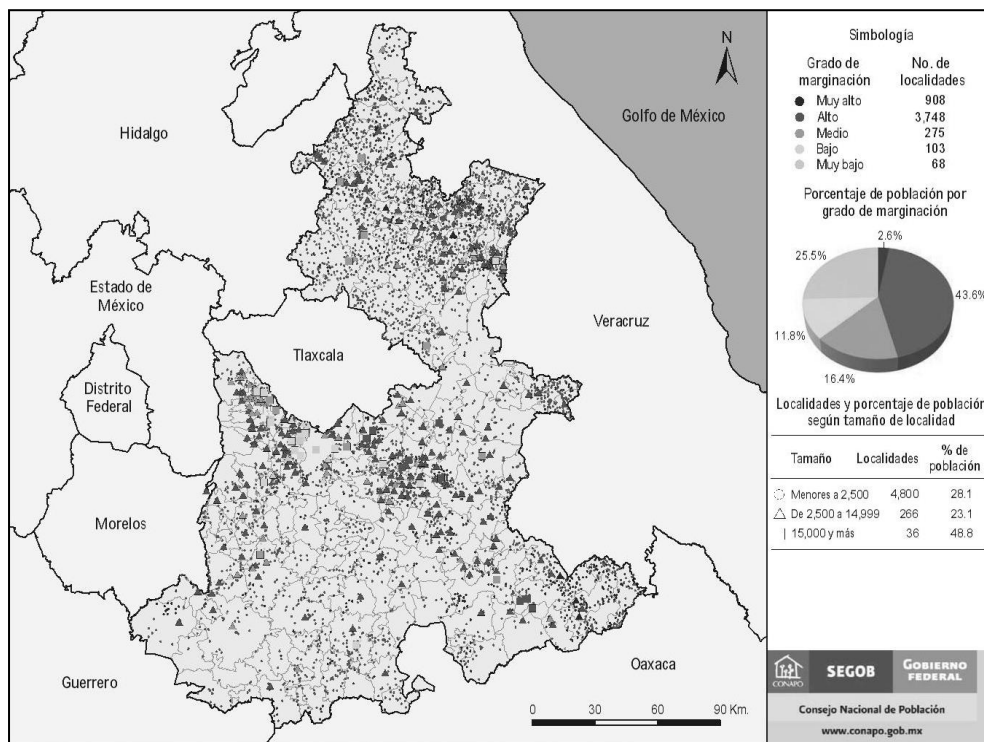 N
Golfo de México
Hidalgo
Estado de
México
Distrito
Federal
Tlaxcala
Veracruz
Morelos
Guerrero
Oaxaca
0 30 60 90 Km.
Simbología
Grado de
marginación
No. de
localidades
Muy alto 908
Alto 3,748
Medio 275
Bajo 103
Muy bajo 68
Porcentaje de población por
grado de marginación
2.6%
25.5%
43.6%
11.8%
16.4%
Localidades y porcentaje de población
según tamaño de localidad
Tamaño Localidades % de
población
Menores a 2,500 4,800 28.1
De 2,500 a 14,999 266 23.1
15,000 y más 36 48.8
CONAPO
SEGOB
GOBIERNO
FEDERAL
Consejo Nacional de Población
www.conapo.gob.mx